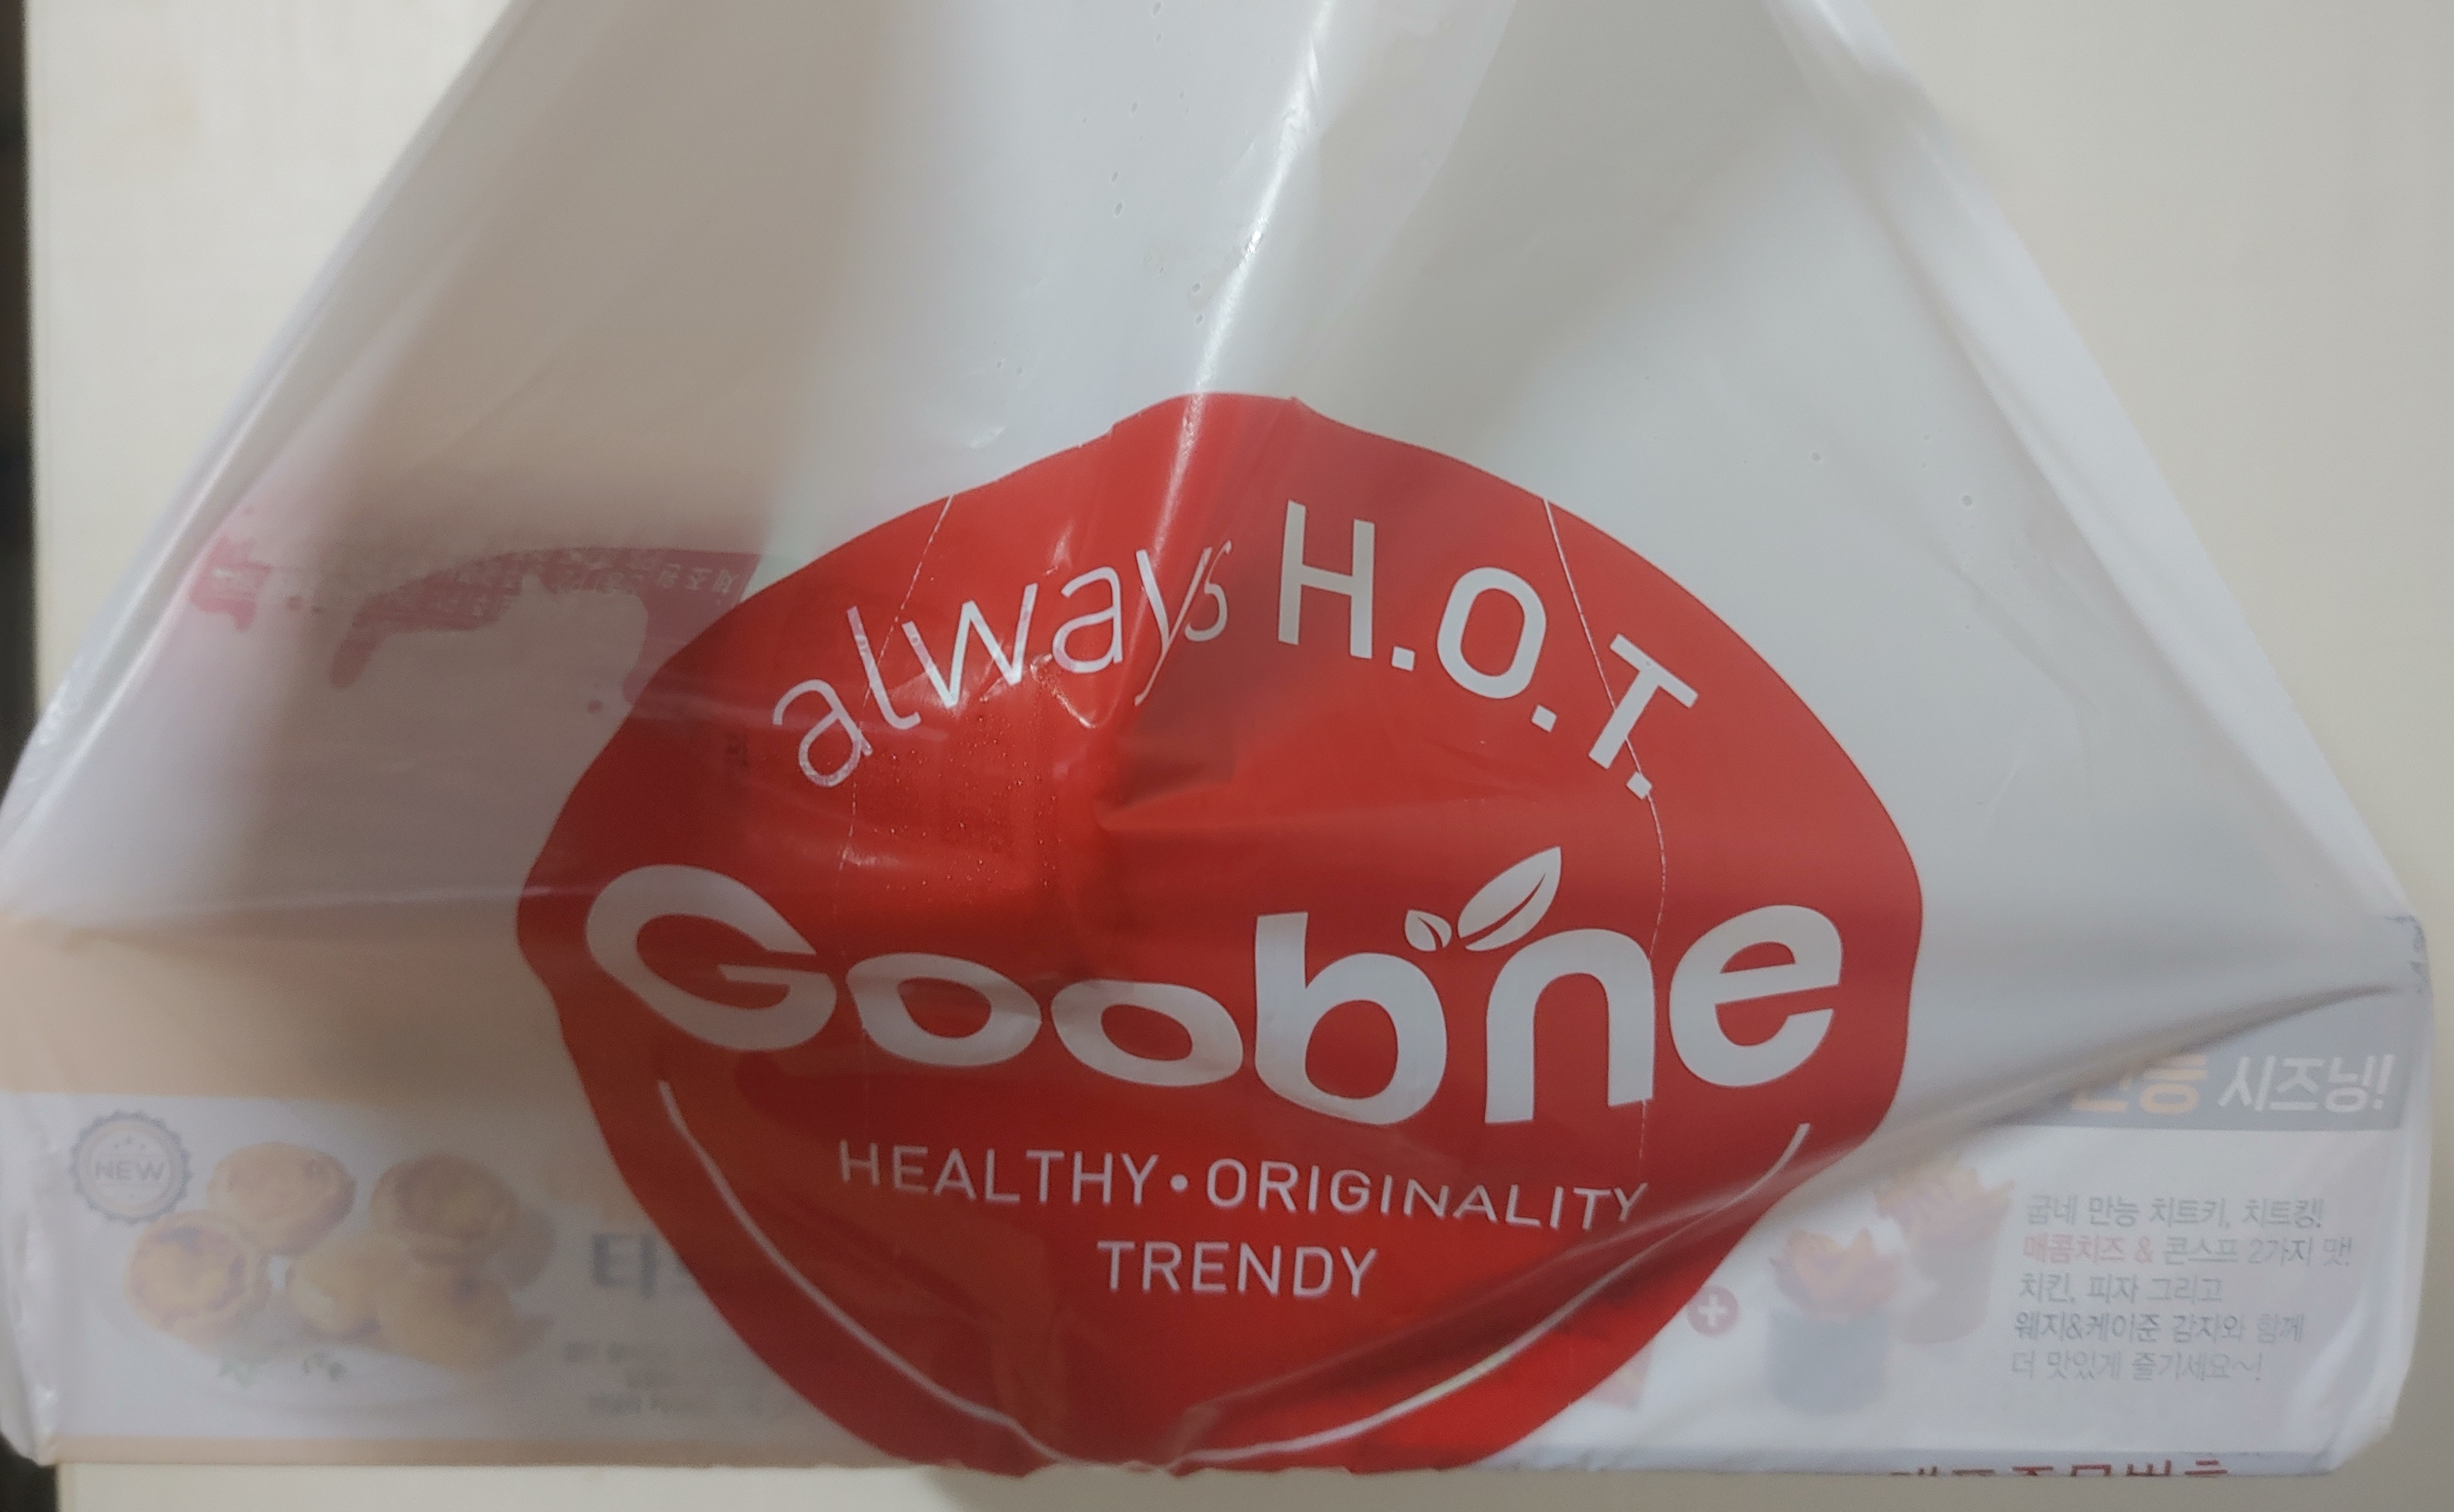 always H.O.T.
Goobne
HEALTHY • ORIGINALITY
TRENDY
NEW
시즈닝!
굽네 만능 치트키, 치트킹!
매콤치즈 & 콘스프 2가지 맛!
치킨, 피자 그리고
웨지&케이준 감자와 함께
더 맛있게 즐기세요~!